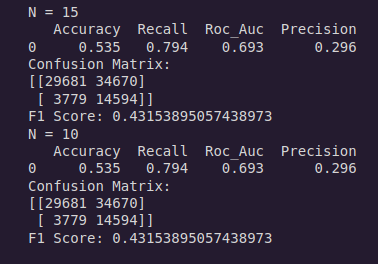 N = 15
   Accuracy  Recall  Roc_Auc  Precision
0     0.535   0.794    0.693      0.296
Confusion Matrix:
[[29681 34670]
 [ 3779 14594]]
F1 Score: 0.43153895057438973
N = 10
   Accuracy  Recall  Roc_Auc  Precision
0     0.535   0.794    0.693      0.296
Confusion Matrix:
[[29681 34670]
 [ 3779 14594]]
F1 Score: 0.43153895057438973